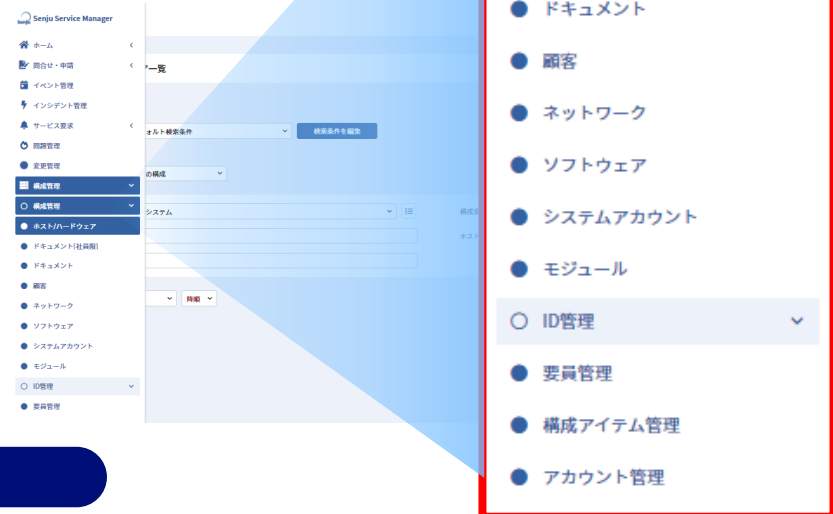 Senju Service Manager
ホーム
問合せ・申請
イベント管理
インシデント管理
サービス要求
問題管理
変更管理
構成管理
構成管理
ホスト/ハードウェア
ドキュメント[社員限]
ドキュメント
顧客
ネットワーク
ソフトウェア
システムアカウント
モジュール
ID管理
要員管理
ア一覧
ォルト検索条件
検索条件を編集
の構成
システム
降順
構成
ホスト
ドキュメント
顧客
ネットワーク
ソフトウェア
システムアカウント
モジュール
ID管理
要員管理
構成アイテム管理
アカウント管理